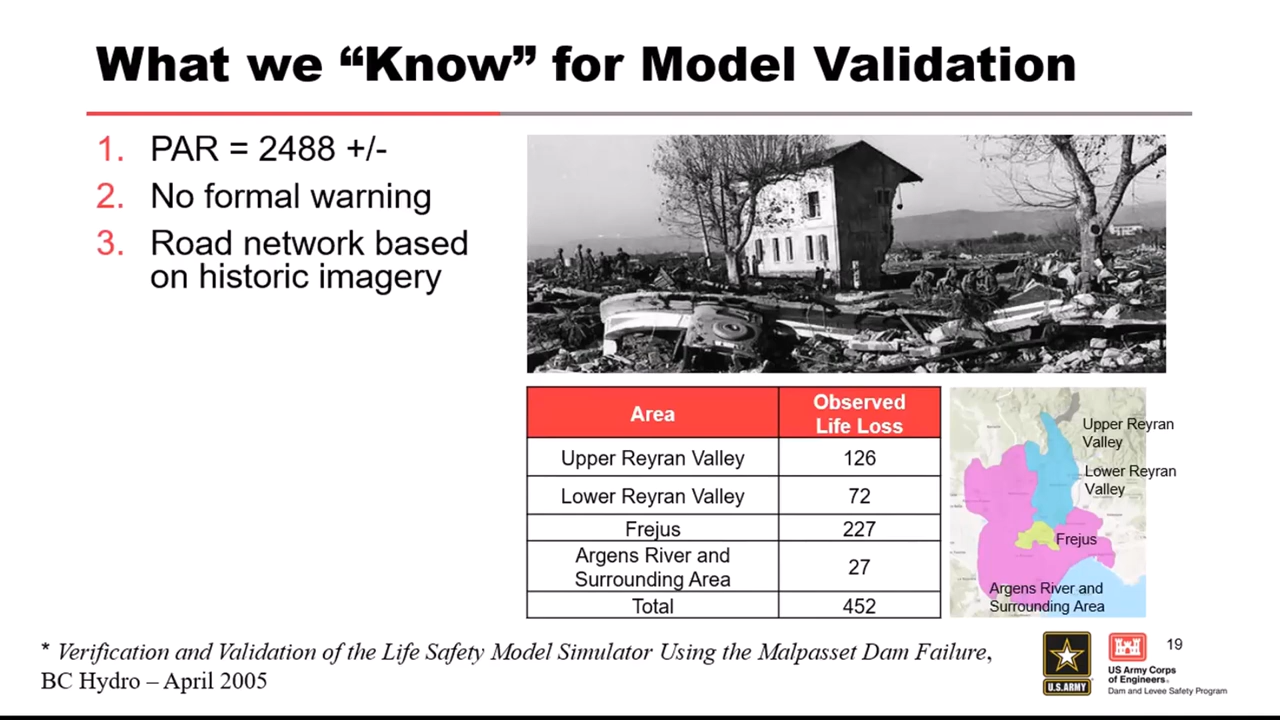 What we “Know” for Model Validation
1. PAR = 2488 +/-
2. No formal warning
3. Road network based
on historic imagery
Area
Observed
Life Loss
Upper Reyran Valley 126
Lower Reyran Valley 72
Frejus 227
Argens River and
Surrounding Area 27
Total 452
Upper Reyran
Valley
Lower Reyran
Valley
Frejus
Argens River and
Surrounding Area
* Verification and Validation of the Life Safety Model Simulator Using the Malpasset Dam Failure,
BC Hydro – April 2005
U.S.ARMY
US Army Corps
of Engineers®
Dam and Levee Safety Program
19